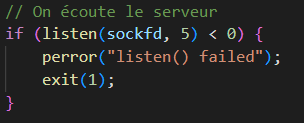 // On écoute le serveur
if (listen(sockfd, 5) < 0) {
    perror("listen() failed");
    exit(1);
}